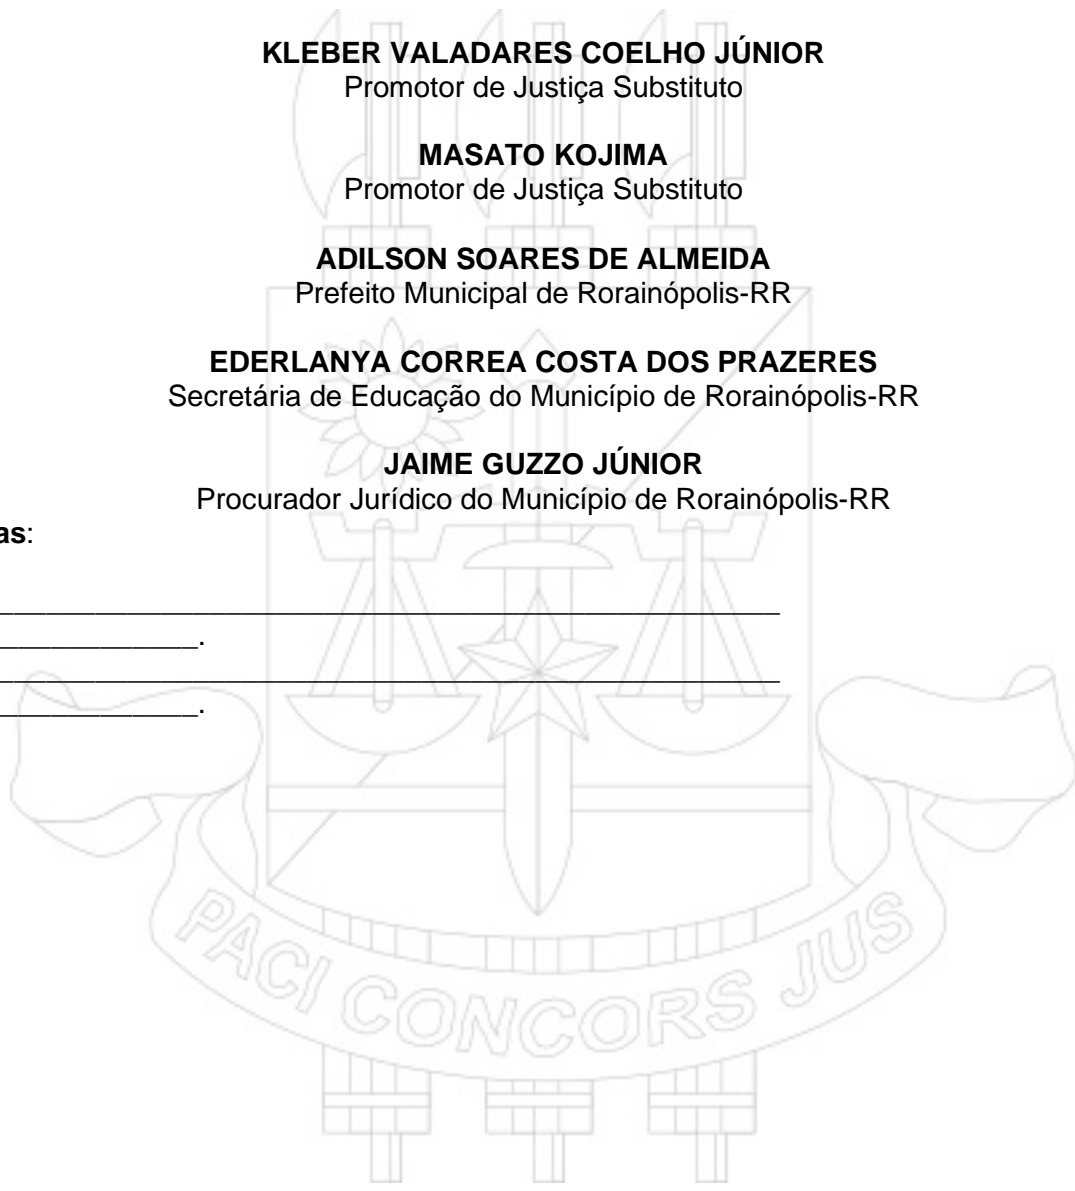 KLEBER VALADARES COELHO JÚNIOR
Promotor de Justiça Substituto
MASATO KOJIMA
Promotor de Justiça Substituto
ADILSON SOARES DE ALMEIDA
Prefeito Municipal de Rorainópolis-RR
EDERLANYA CORREA COSTA DOS PRAZERES
Secretária de Educação do Município de Rorainópolis-RR
JAIME GUZZO JÚNIOR
Procurador Jurídico do Município de Rorainópolis-RR
as:
PACI CONCORS JUS